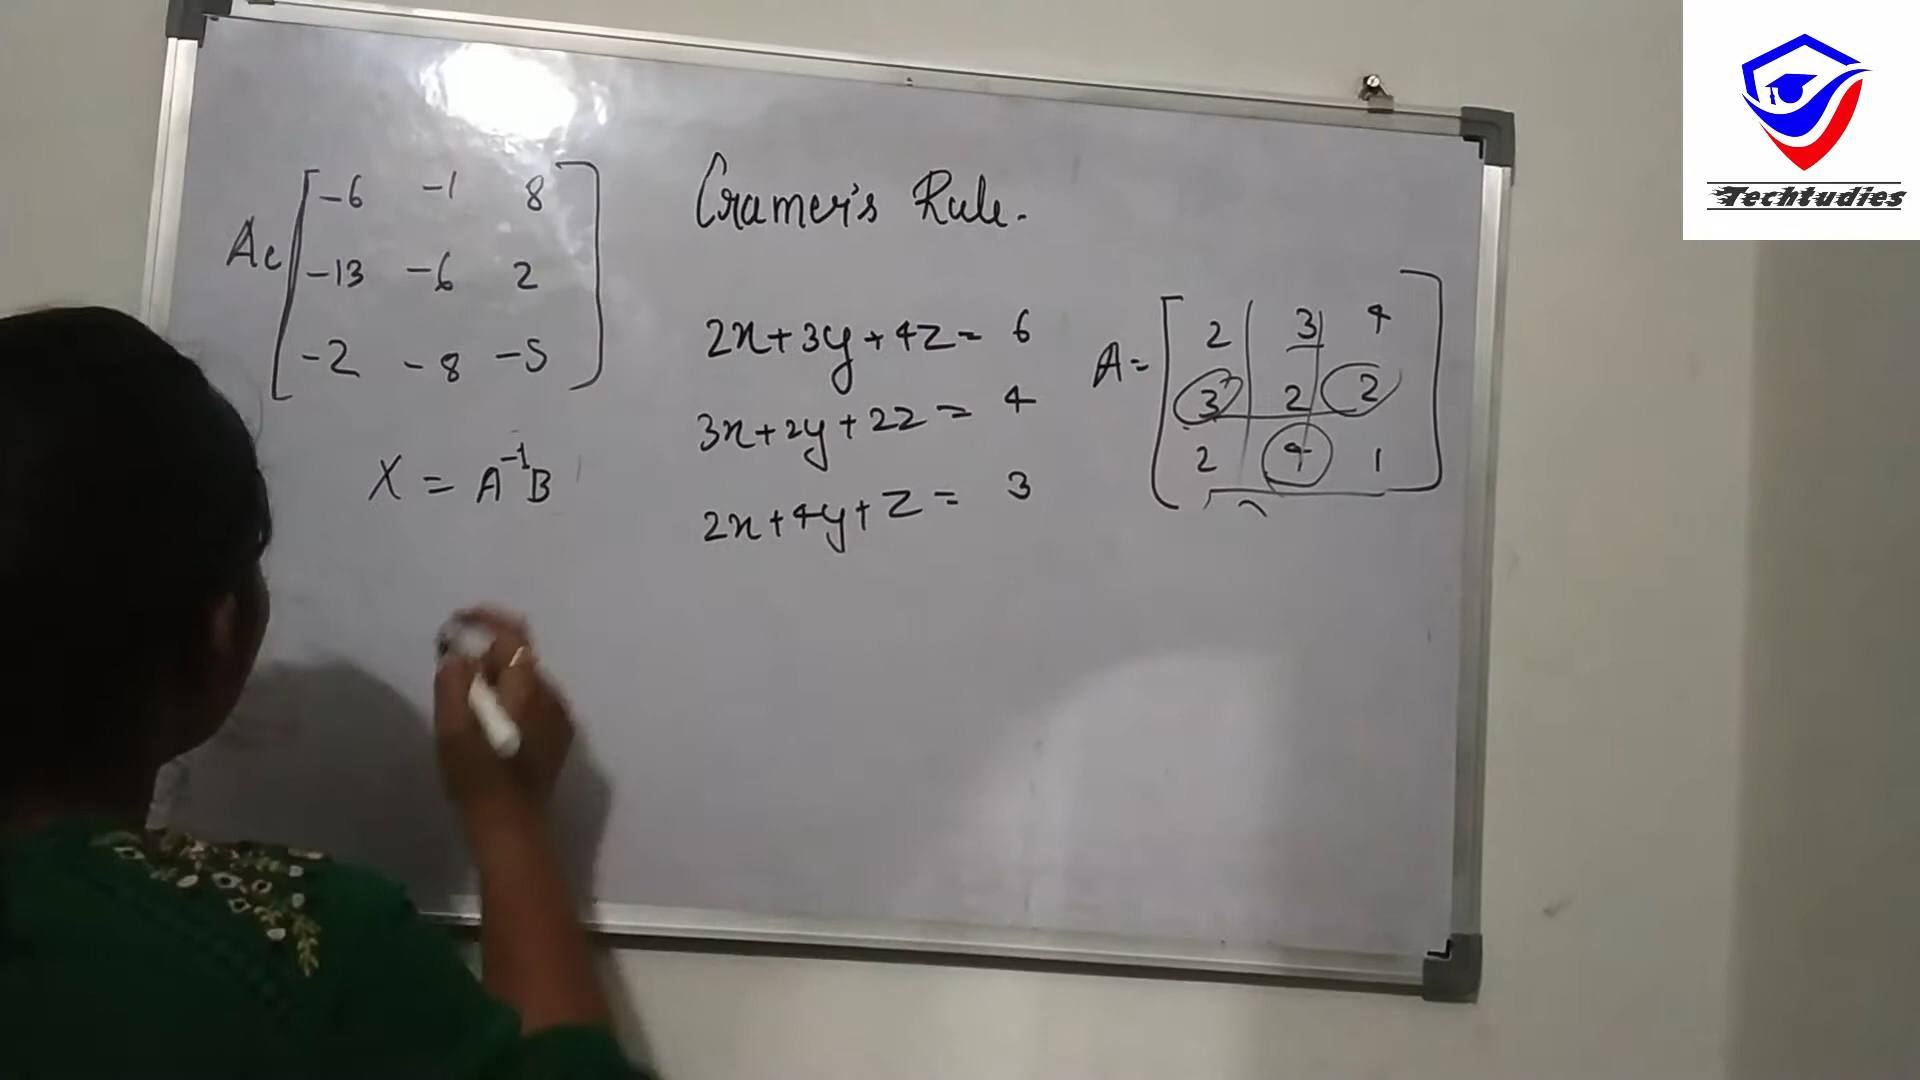 Cramer's Rule.
Ac [ -6 -1 8
-13 -6 2
-2 -8 -5 ]
X = A⁻¹B
2x+3y+4z= 6
3x+2y+2z= 4
2x+4y+z= 3
A= [ 2 3 4
3 2 2
2 4 1 ]
Techtudies